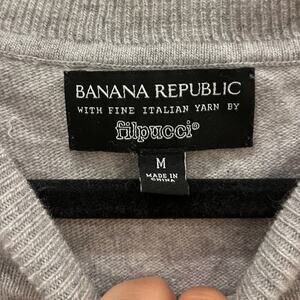 BANANA REPUBLIC
WITH FINE ITALIAN YARN BY
filpucci®
M
MADE IN
CHINA